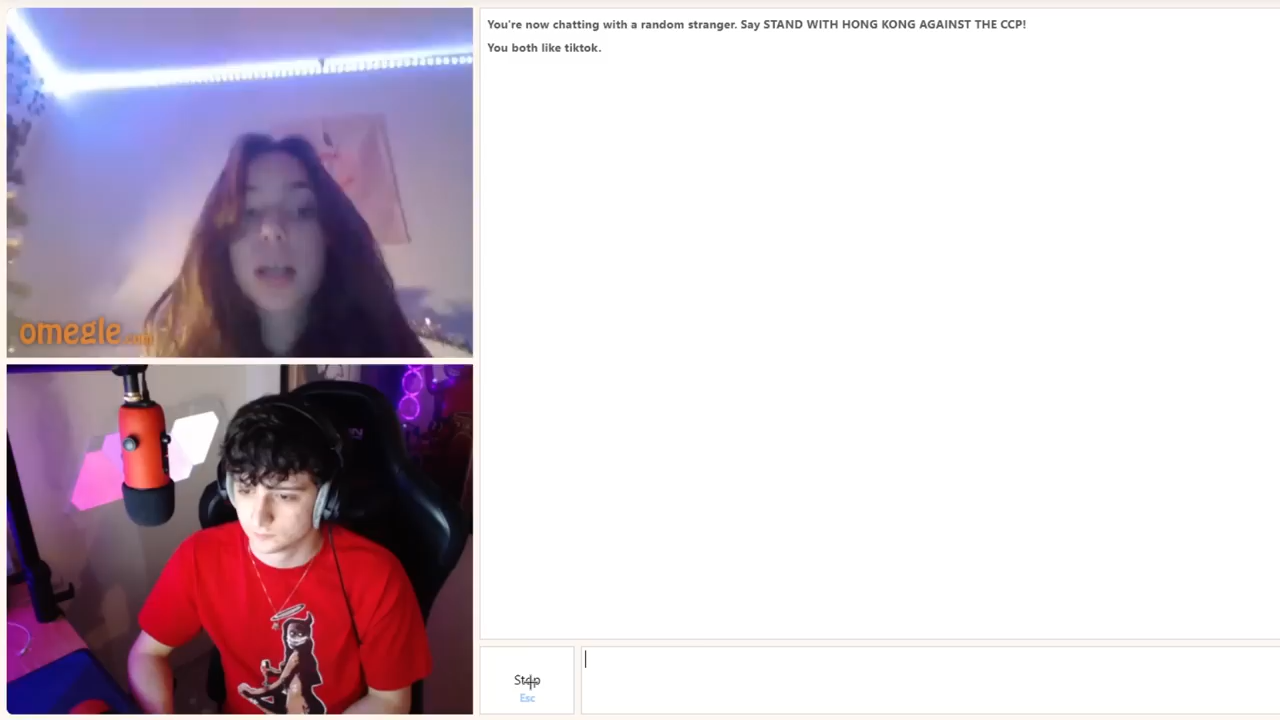 You're now chatting with a random stranger. Say STAND WITH HONG KONG AGAINST THE CCP!
You both like tiktok.
omegle.com
Stop
Esc